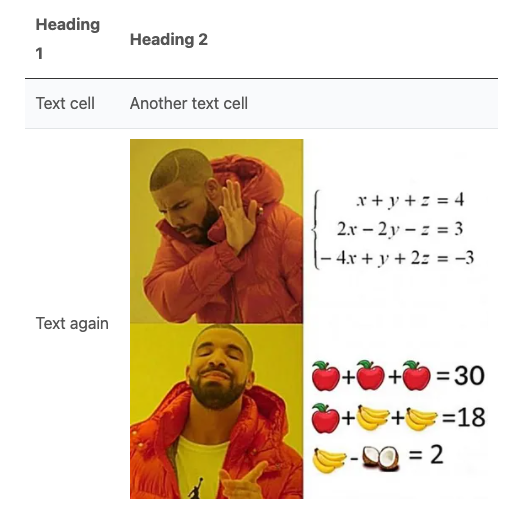 Heading 1
Heading 2
Text cell
Another text cell
Text again
x + y + z = 4
2x – 2y – z = 3
– 4x + y + 2z = –3
+ + = 30
+ + =18
- = 2